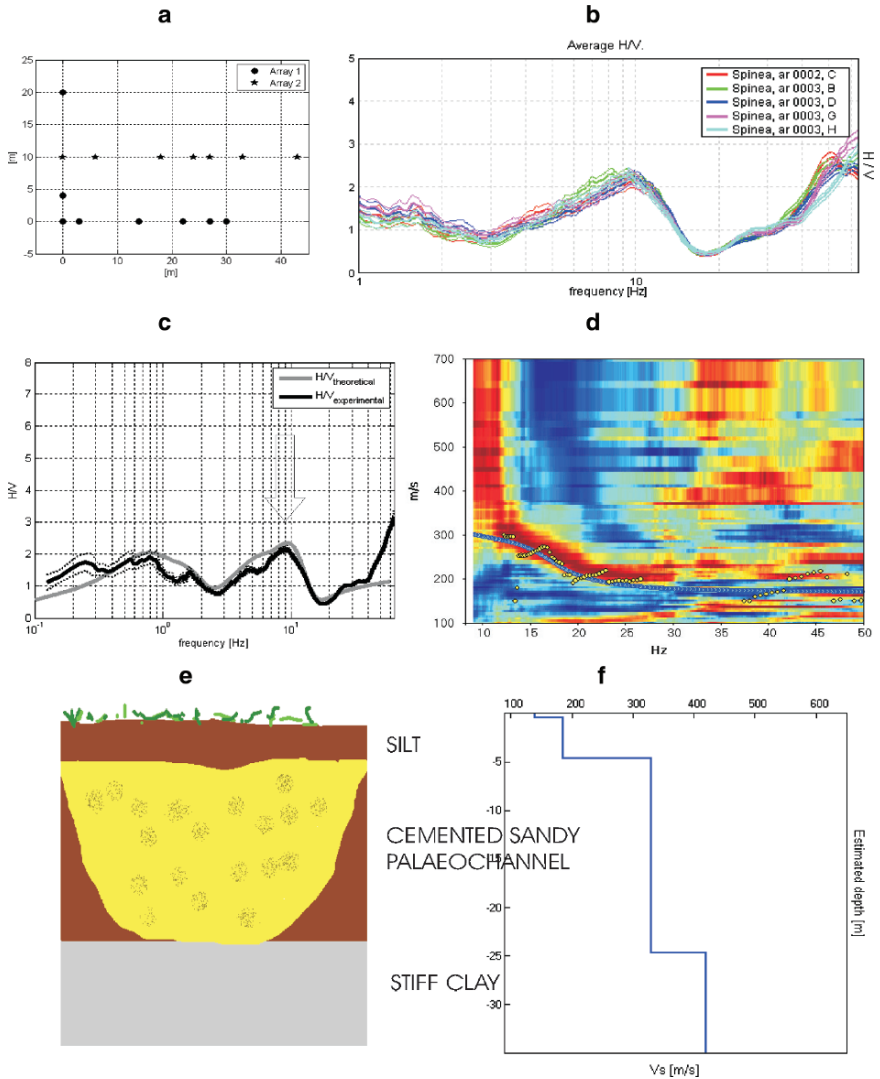 a
b
25
20
15
10
5
0
-5
[m]
0
10
20
30
40
[m]
Array 1
Array 2
Average H/V.
5
4
3
2
1
0
1
10
frequency [Hz]
H/V
Spinea, ar 0002, C
Spinea, ar 0003, B
Spinea, ar 0003, D
Spinea, ar 0003, G
Spinea, ar 0003, H
c
d
8
7
6
5
4
3
2
1
0
H/V
10-1
100
101
frequency [Hz]
H/Vtheoretical
H/Vexperimental
700
600
500
400
300
200
100
m/s
10
15
20
25
30
35
40
45
50
Hz
e
f
SILT
CEMENTED SANDY
PALAEOCHANNEL
STIFF CLAY
100
200
300
400
500
600
-5
-10
-15
-20
-25
-30
Estimated depth [m]
Vs [m/s]